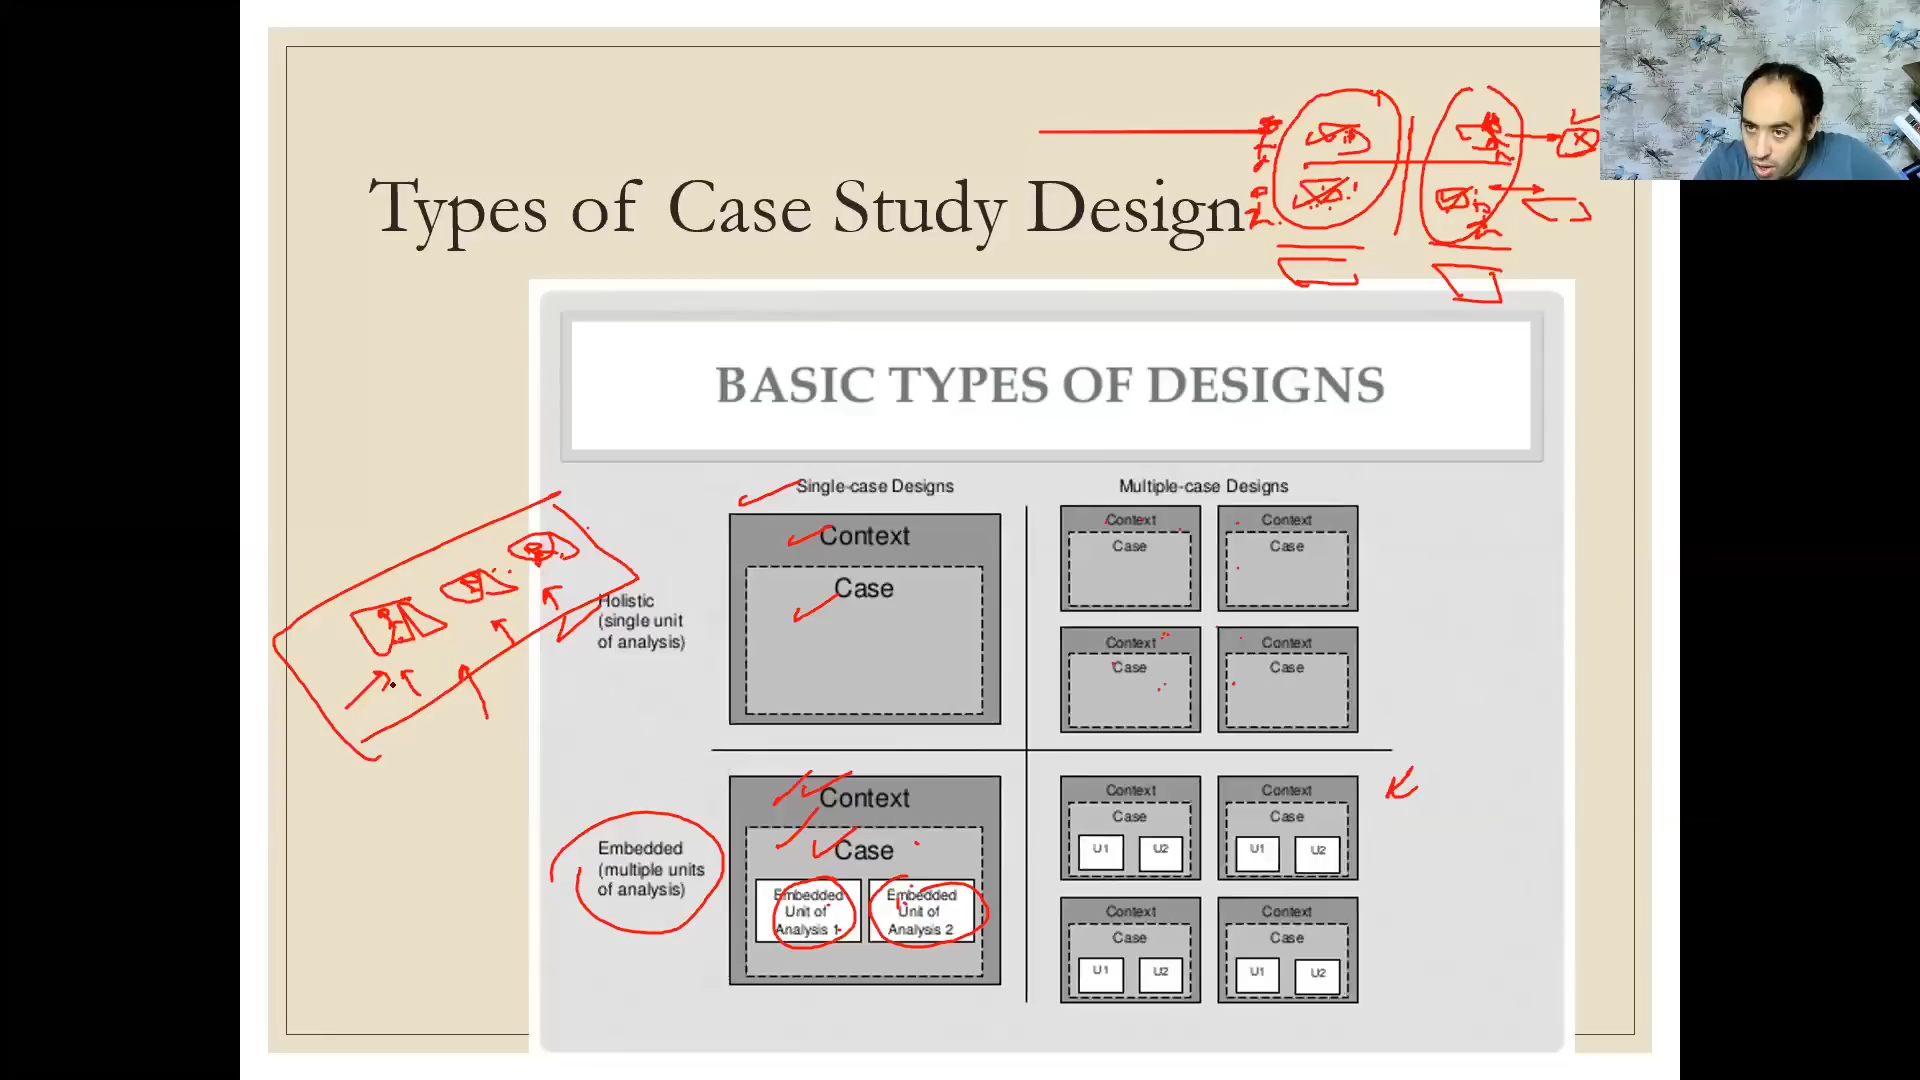 Types of Case Study Design
BASIC TYPES OF DESIGNS
Single-case Designs
Multiple-case Designs
Holistic
(single unit
of analysis)
Context
Case
Context
Case
Context
Case
Context
Case
Context
Case
Embedded
(multiple units
of analysis)
Context
Case
Embedded
Unit of
Analysis 1
Embedded
Unit of
Analysis 2
Context
Case
U1
U2
Context
Case
U1
U2
Context
Case
U1
U2
Context
Case
U1
U2